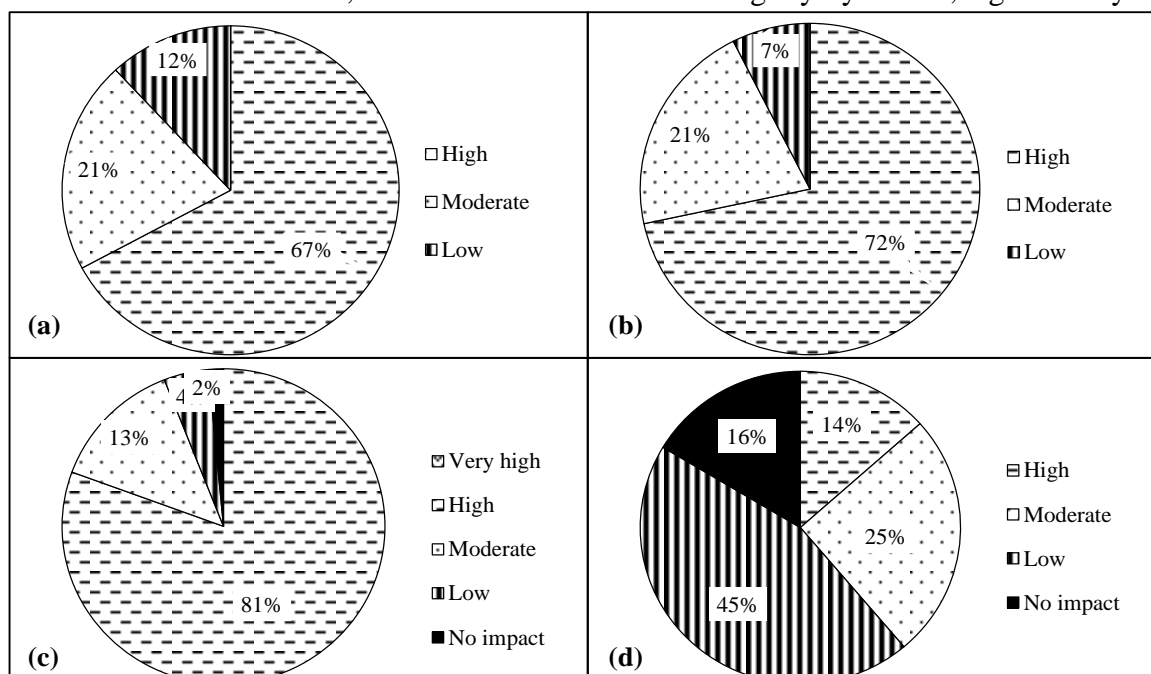 12%
21%
67%
High
Moderate
Low
(a)
7%
21%
72%
High
Moderate
Low
(b)
4
2%
13%
81%
Very high
High
Moderate
Low
No impact
(c)
16%
14%
25%
45%
High
Moderate
Low
No impact
(d)